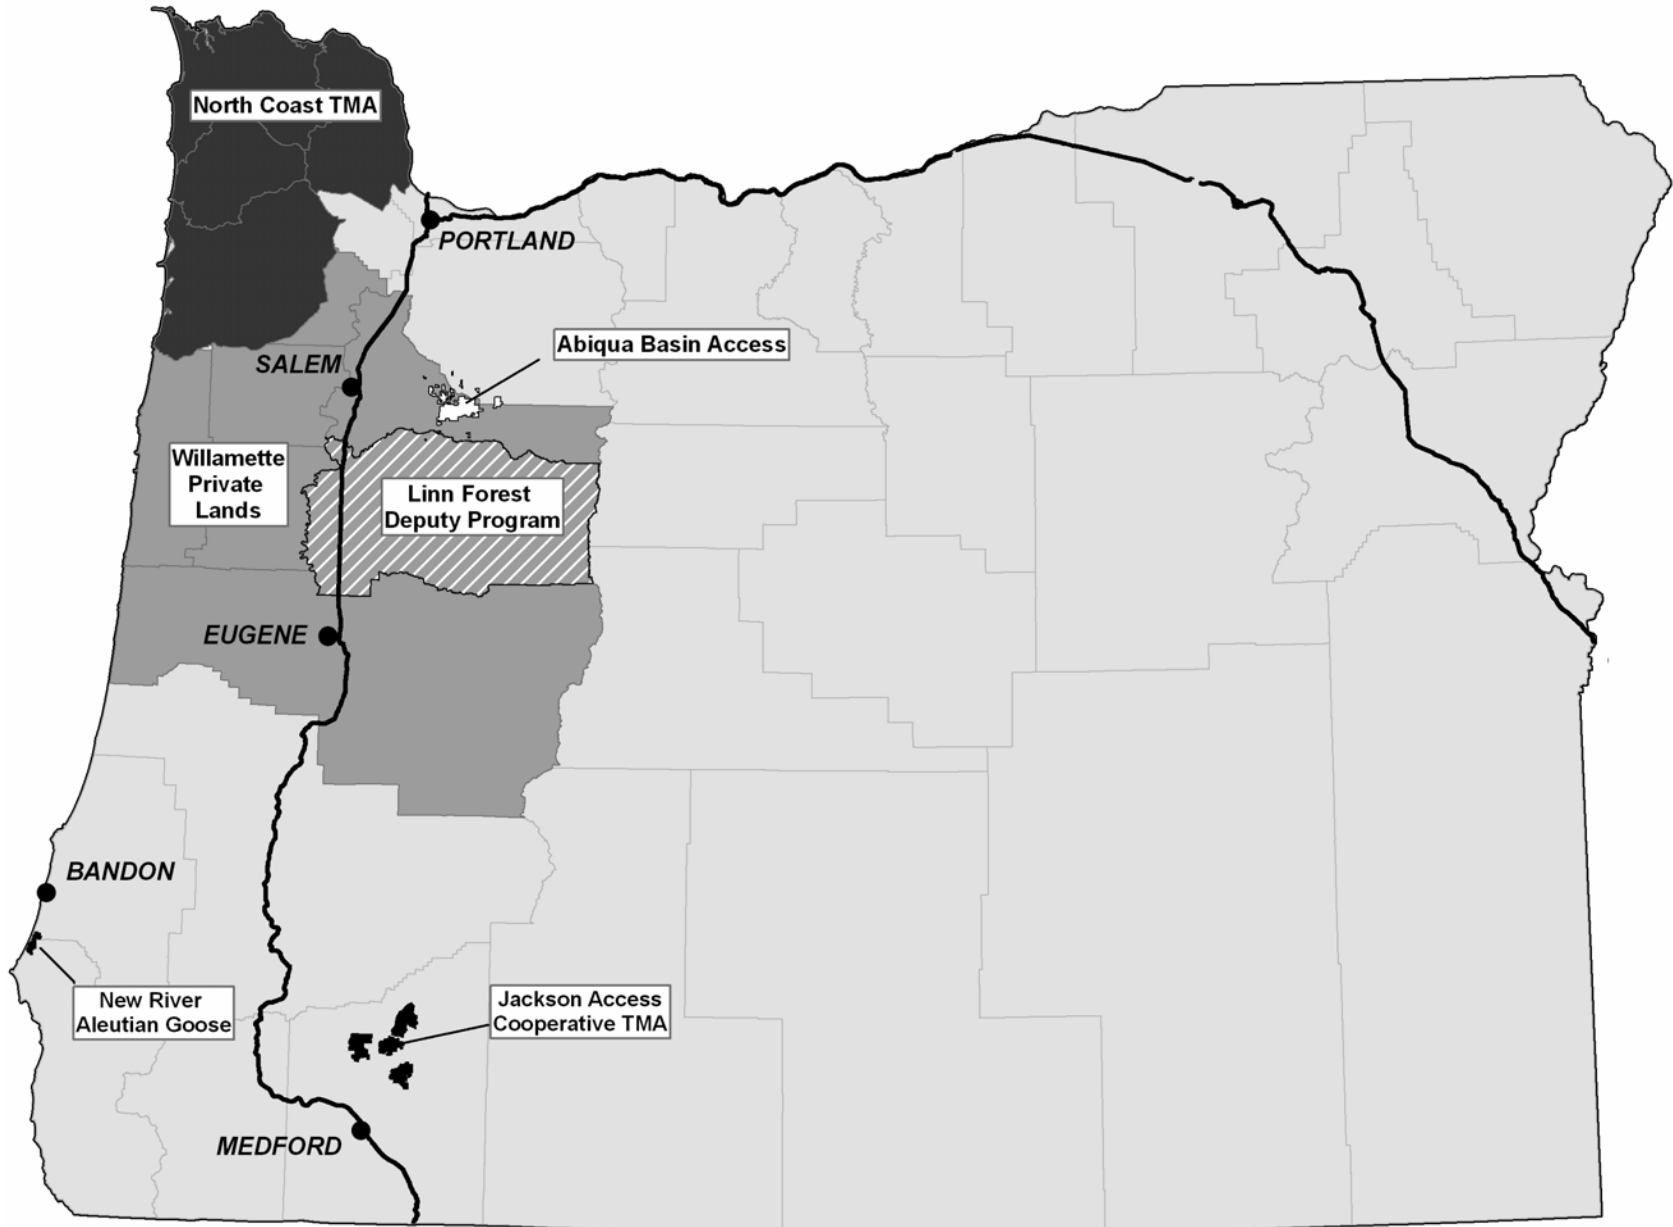 North Coast TMA
PORTLAND
Abiqua Basin Access
SALEM
Willamette
Private
Lands
Linn Forest
Deputy Program
EUGENE
BANDON
New River
Aleutian Goose
Jackson Access
Cooperative TMA
MEDFORD